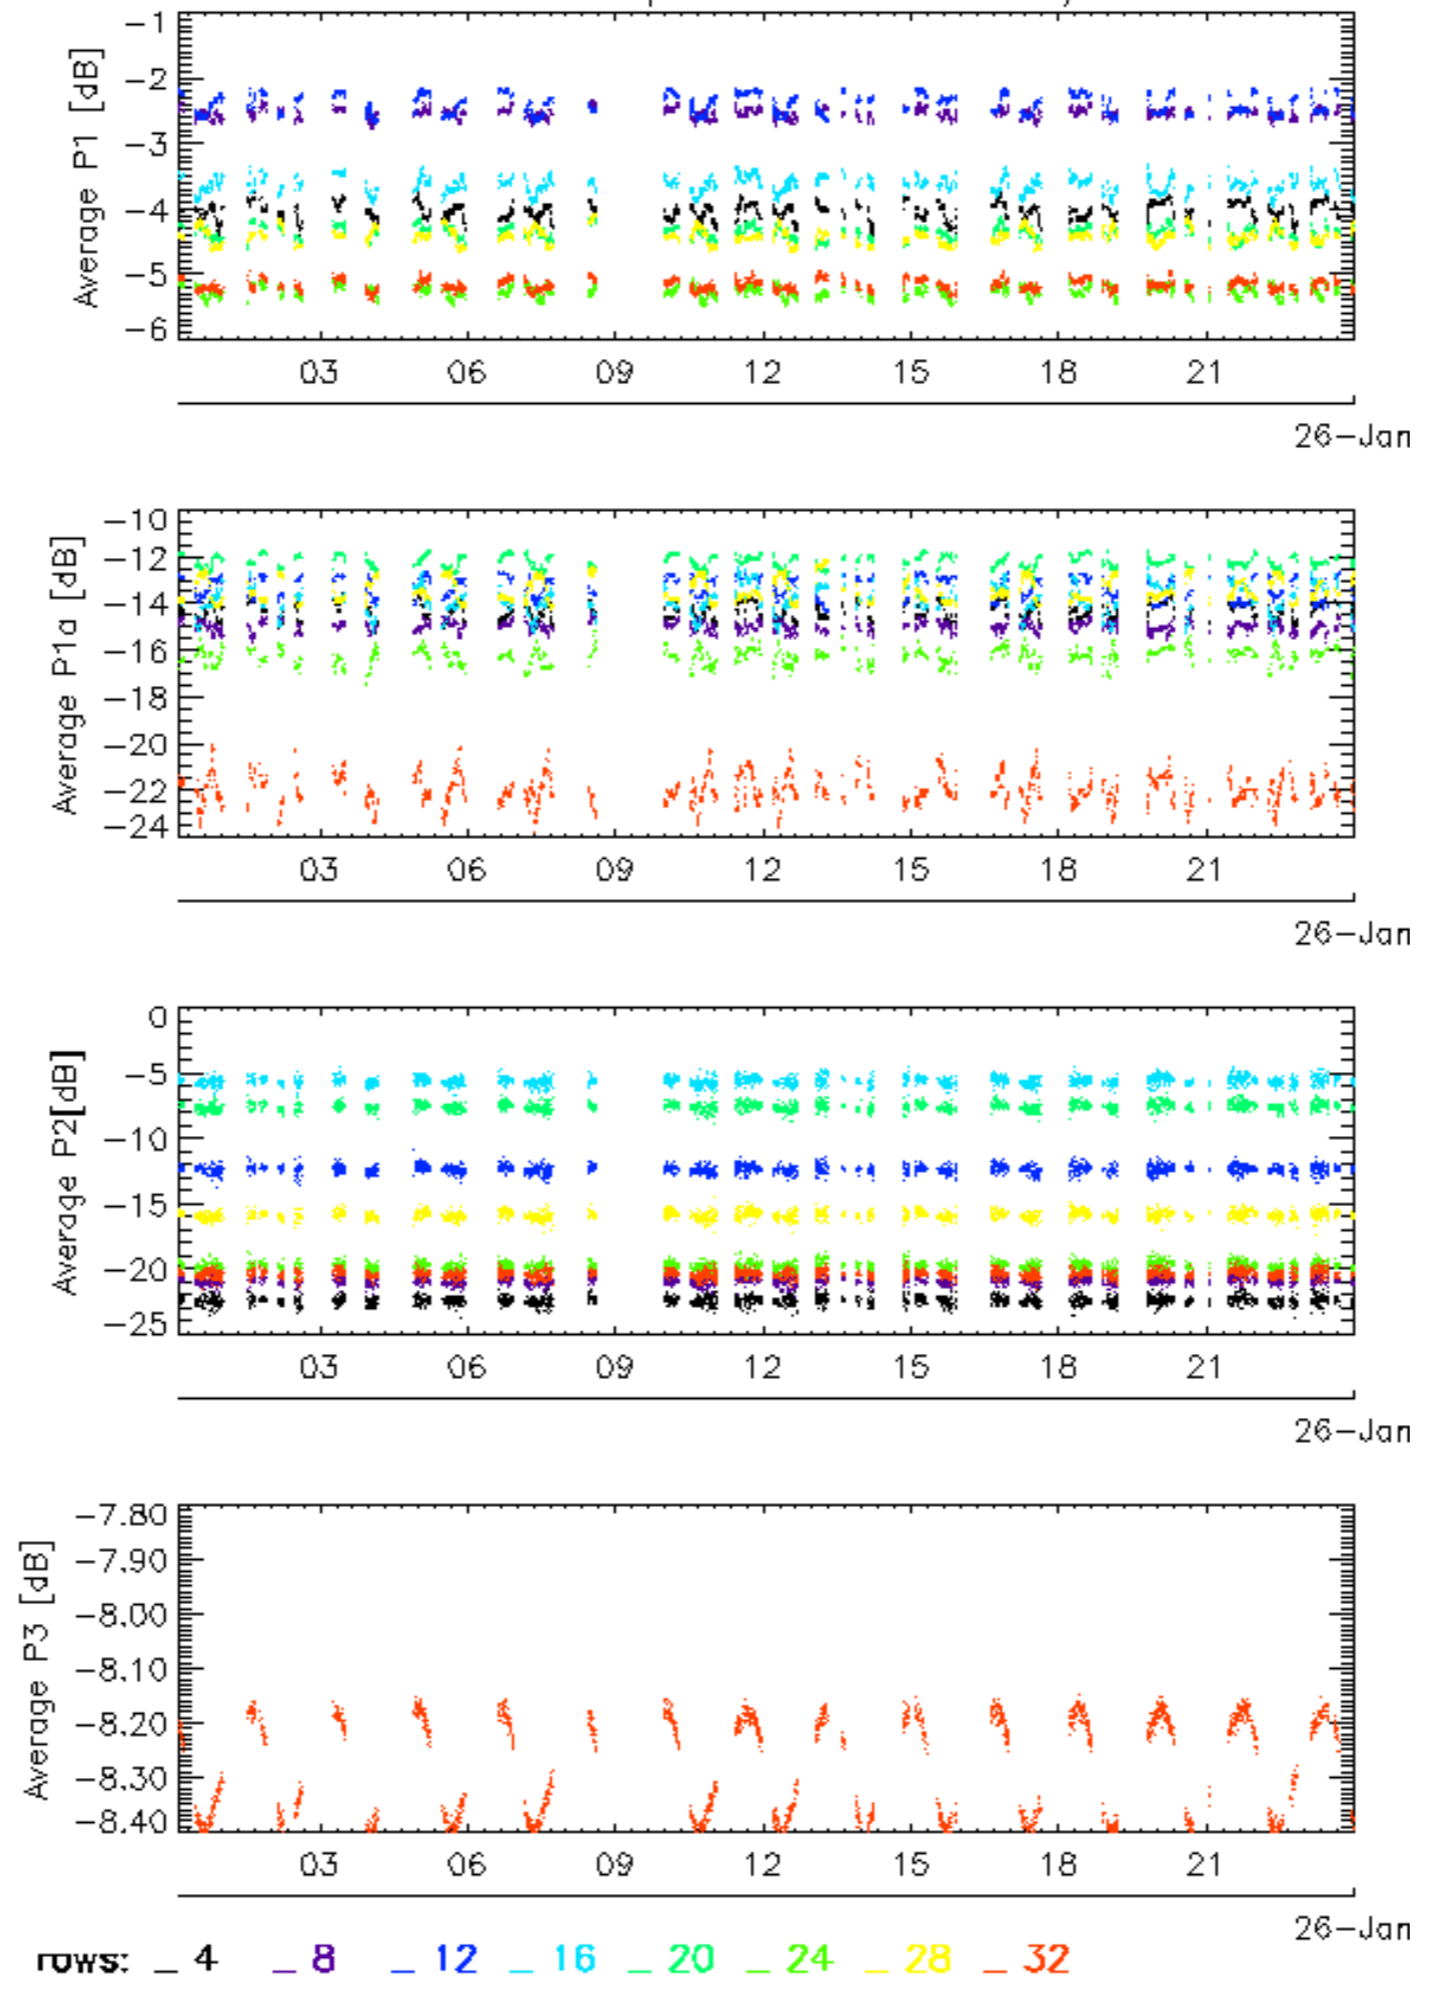 -1
-2
-3
-4
-5
-6
Average P1 [dB]
03 06 09 12 15 18 21
26-Jan
-10
-12
-14
-16
-18
-20
-22
-24
Average P1a [dB]
03 06 09 12 15 18 21
26-Jan
0
-5
-10
-15
-20
-25
Average P2[dB]
03 06 09 12 15 18 21
26-Jan
-7.80
-7.90
-8.00
-8.10
-8.20
-8.30
-8.40
Average P3 [dB]
03 06 09 12 15 18 21
26-Jan
rows: _ 4 _ 8 _ 12 _ 16 _ 20 _ 24 _ 28 _ 32